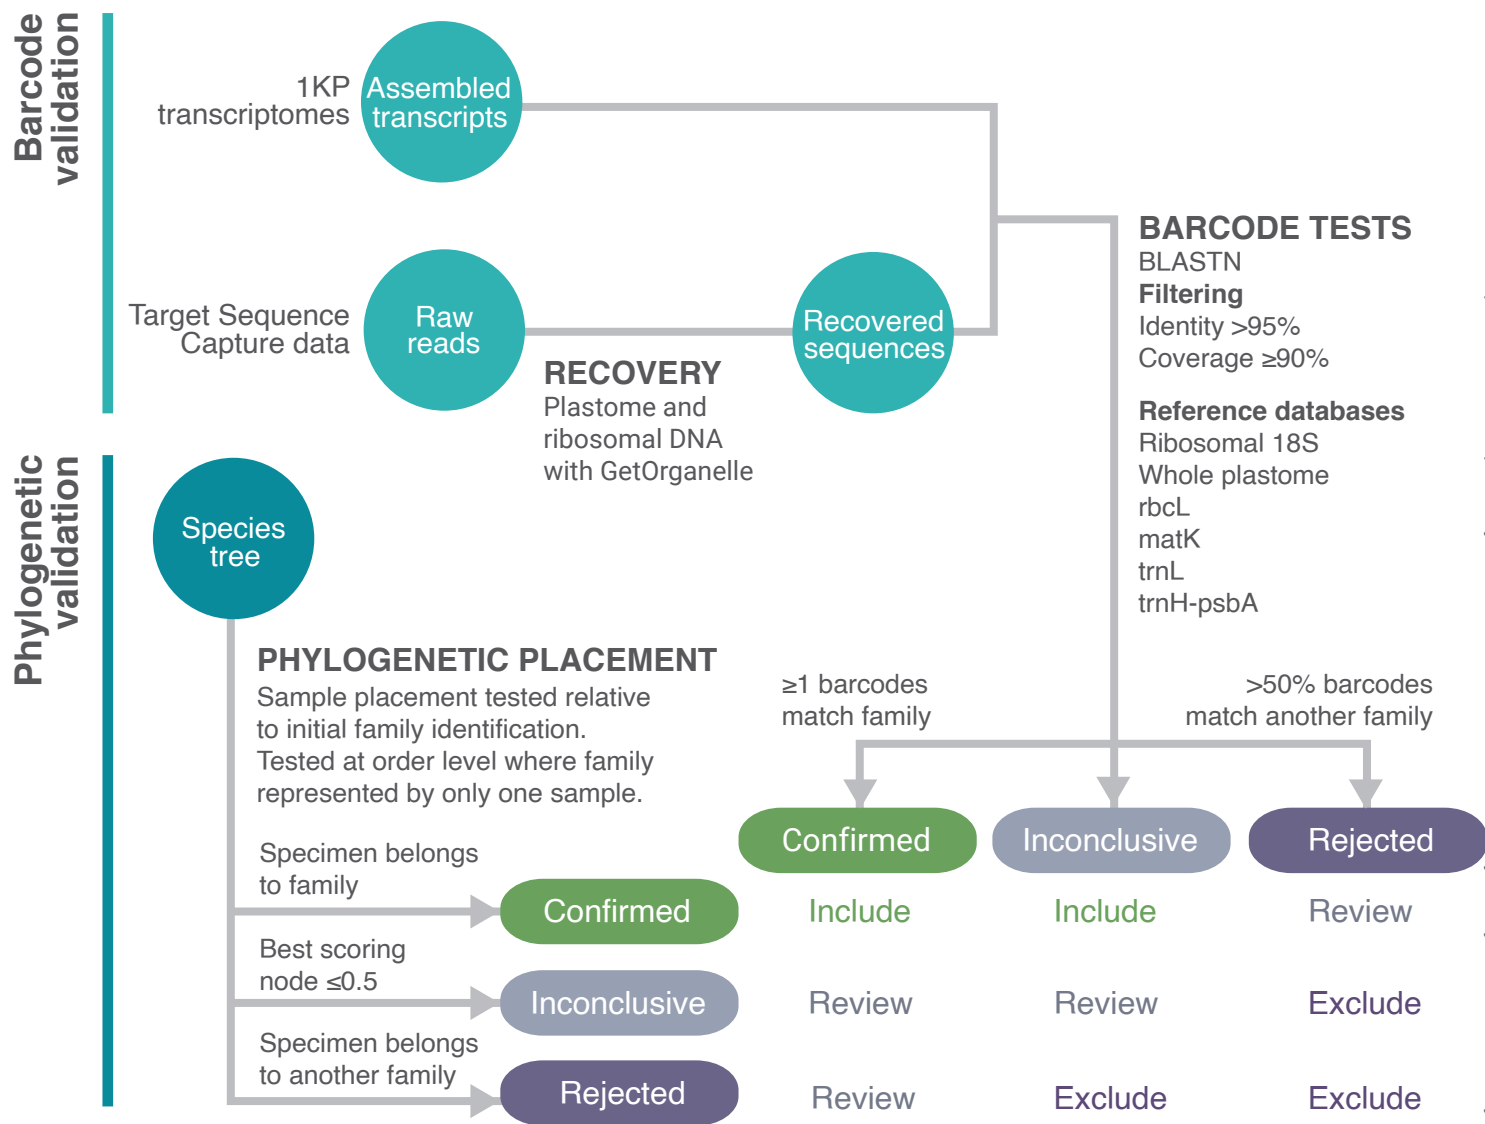 Barcode
validation
1KP
transcriptomes
Assembled
transcripts
Target Sequence
Capture data
Raw
reads
RECOVERY
Plastome and
ribosomal DNA
with GetOrganelle
Recovered
sequences
BARCODE TESTS
BLASTN
Filtering
Identity >95%
Coverage ≥90%
Reference databases
Ribosomal 18S
Whole plastome
rbcL
matK
trnL
trnH-psbA
Phylogenetic
validation
Species
tree
PHYLOGENETIC PLACEMENT
Sample placement tested relative
to initial family identification.
Tested at order level where family
represented by only one sample.
≥1 barcodes
match family
>50% barcodes
match another family
Confirmed
Inconclusive
Rejected
Specimen belongs
to family
Confirmed
Include
Include
Review
Best scoring
node ≤0.5
Inconclusive
Review
Review
Exclude
Specimen belongs
to another family
Rejected
Review
Exclude
Exclude